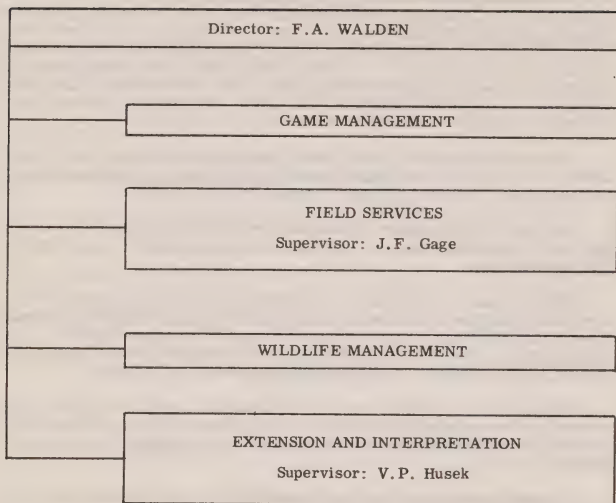 Director: F.A. WALDEN
GAME MANAGEMENT
FIELD SERVICES
Supervisor: J.F. Gage
WILDLIFE MANAGEMENT
EXTENSION AND INTERPRETATION
Supervisor: V.P. Husek